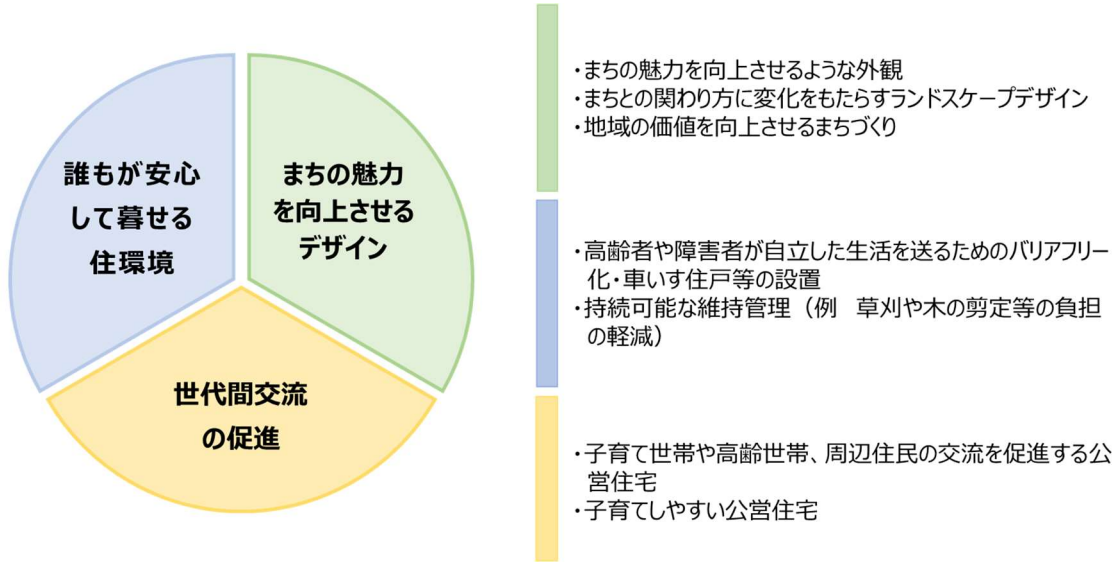 誰もが安心
して暮せる
住環境
まちの魅力
を向上させる
デザイン
世代間交流
の促進
・まちの魅力を向上させるような外観
・まちとの関わり方に変化をもたらすランドスケープデザイン
・地域の価値を向上させるまちづくり
・高齢者や障害者が自立した生活を送るためのバリアフリー
化・車いす住戸等の設置
・持続可能な維持管理（例　草刈や木の剪定等の負担
の軽減）
・子育て世帯や高齢世帯、周辺住民の交流を促進する公
営住宅
・子育てしやすい公営住宅